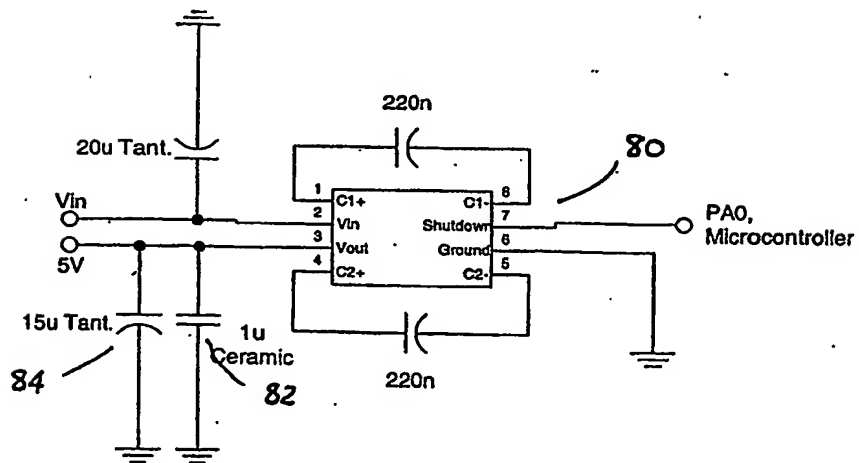 220n
80
20u Tant.
1 8
C1+ C1-
Vin 2 7
Vin Shutdown PA0,
Microcontroller
3 6
Vout Ground
5V 4 5
C2+ C2-
15u Tant. 1u
Ceramic
84 82 220n